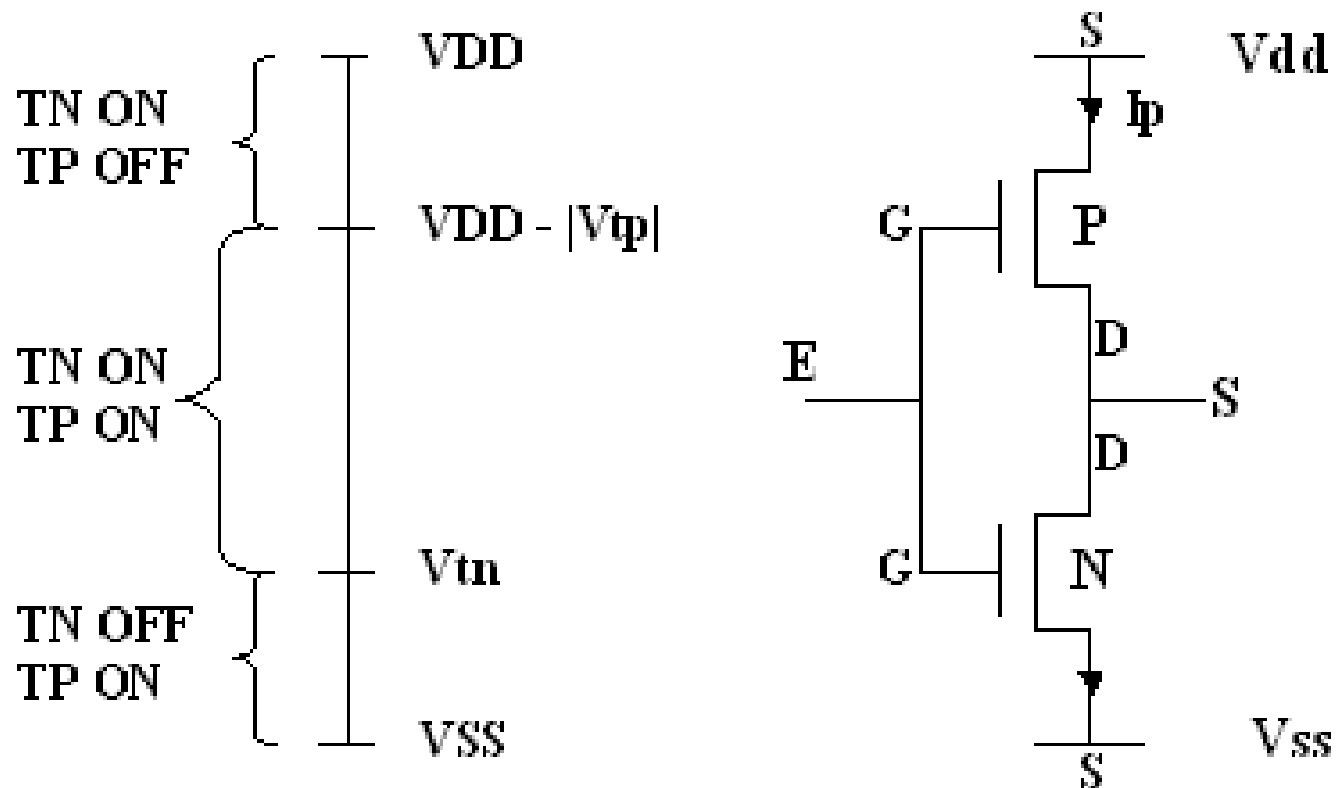 VDD
TN ON
TP OFF
VDD - |Vtp|
TN ON
TP ON
Vtn
TN OFF
TP ON
VSS
S
Vdd
Ip
G
P
D
E
S
D
G
N
Vss
S